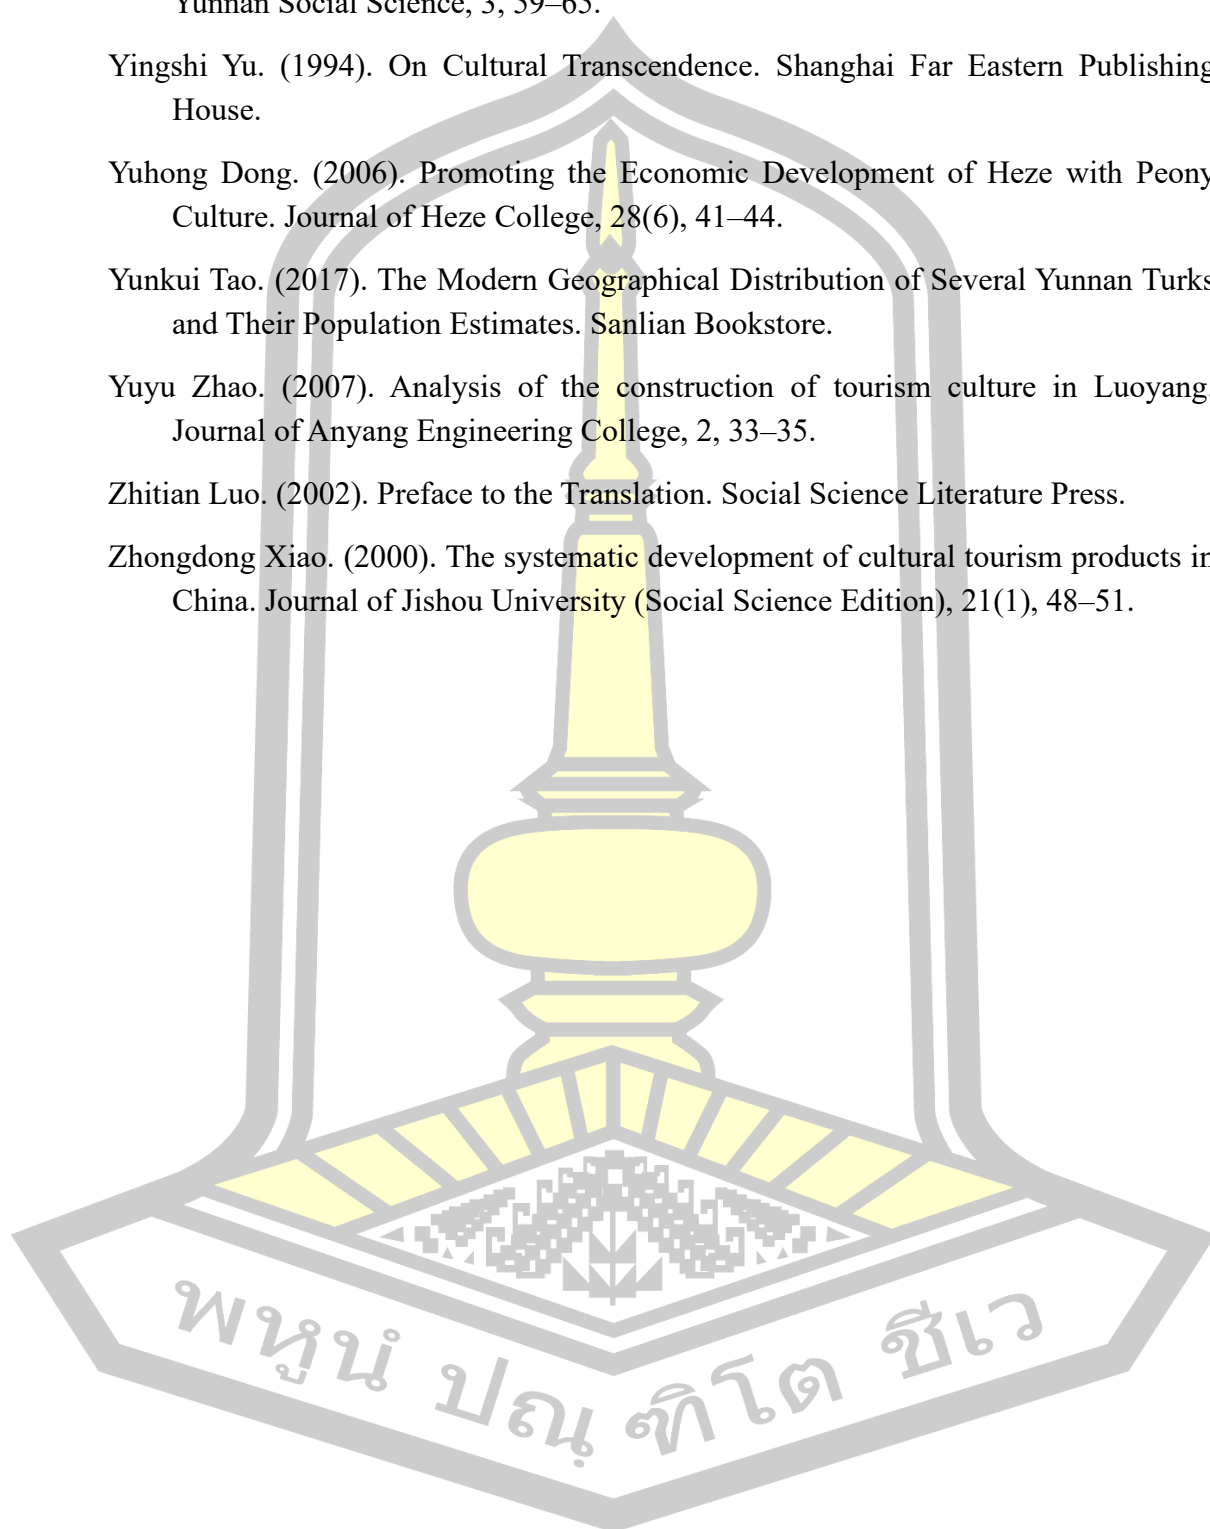 Yunnan Social Science, 3, 59–65.
Yingshi Yu. (1994). On Cultural Transcendence. Shanghai Far Eastern Publishing
House.
Yuhong Dong. (2006). Promoting the Economic Development of Heze with Peony
Culture. Journal of Heze College, 28(6), 41–44.
Yunkui Tao. (2017). The Modern Geographical Distribution of Several Yunnan Turks
and Their Population Estimates. Sanlian Bookstore.
Yuyu Zhao. (2007). Analysis of the construction of tourism culture in Luoyang.
Journal of Anyang Engineering College, 2, 33–35.
Zhitian Luo. (2002). Preface to the Translation. Social Science Literature Press.
Zhongdong Xiao. (2000). The systematic development of cultural tourism products in
China. Journal of Jishou University (Social Science Edition), 21(1), 48–51.
พหูนํ ปณฺฑิโต ชีเว